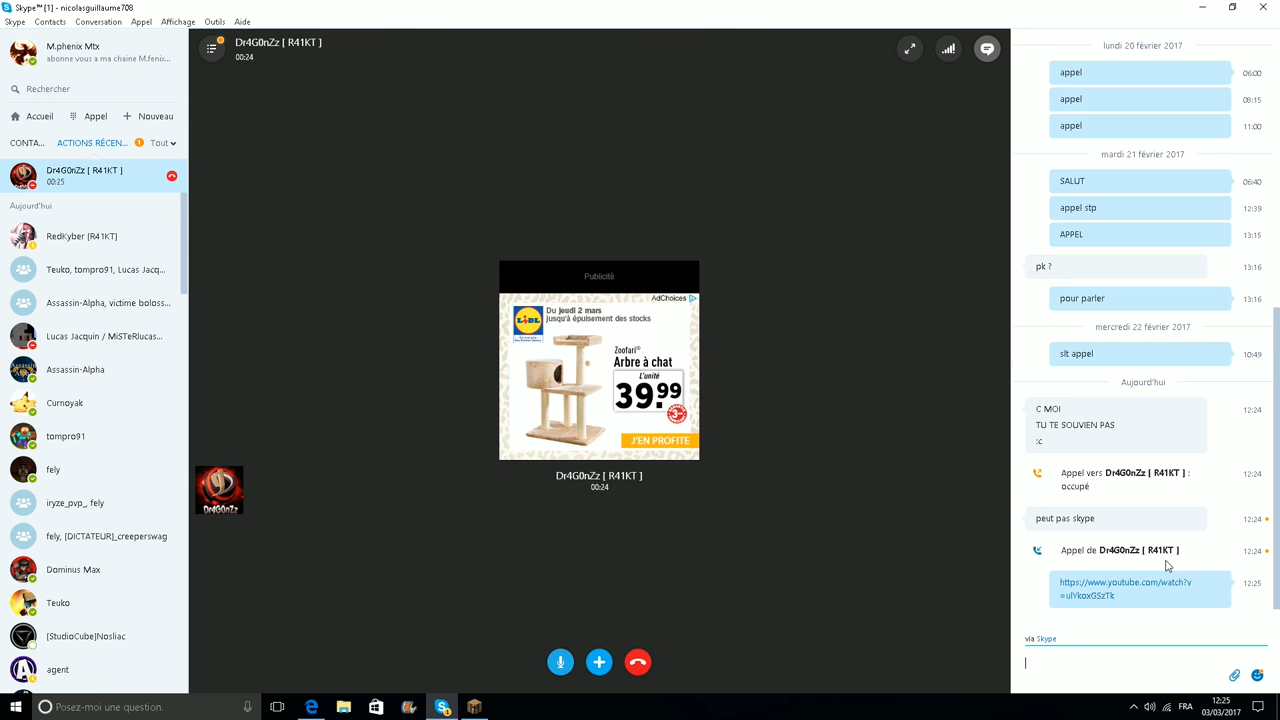 Skype™ [1] - nicolasguillaume708
Skype Contacts Conversation Appel Affichage Outils Aide
M.phenix Mtx
abonne vous a ma chaine M.fenix...
Rechercher
Accueil Appel Nouveau
CONTA... ACTIONS RÉCEN... 1 Tout
Dr4G0nZz [ R41KT ]
00:25
Aujourd'hui
RedKyber [R41KT]
Teuko, tompro91, Lucas Jacq...
Assassin-Alpha, victime boloss...
Lucas Jacquin / MiSTeRlucas...
Assassin-Alpha
Curnayak
tompro91
fely
iryze_pvp_, fely
fely, [DICTATEUR]_creeperswag
Dominus Max
Teuko
[StudioCube]Nosliac
agent
Dr4G0nZz [ R41KT ]
00:24
Publicité
AdChoices
LIDL
Du jeudi 2 mars
jusqu'à épuisement des stocks
Zoofari®
Arbre à chat
L'unité
39.99
J'EN PROFITE
Dr4G0nZz [ R41KT ]
00:24
Dr4G0nZz
lundi 20 février 2017
appel 06:00
appel 08:15
appel 11:00
mardi 21 février 2017
SALUT 06:40
appel stp 12:39
APPEL 13:15
pk ? 13:16
pour parler 13:16
mercredi 22 février 2017
slt appel 10:49
Aujourd'hui
C MOI 12:24
TU TE SOUVIEN PAS
:c
Appel vers Dr4G0nZz [ R41KT ] : 12:24
occupé
peut pas skype 12:24
Appel de Dr4G0nZz [ R41KT ] 12:24
https://www.youtube.com/watch?v 12:25
=ulYkoxGSzTk
via Skype
Posez-moi une question.
FRA
12:25
03/03/2017